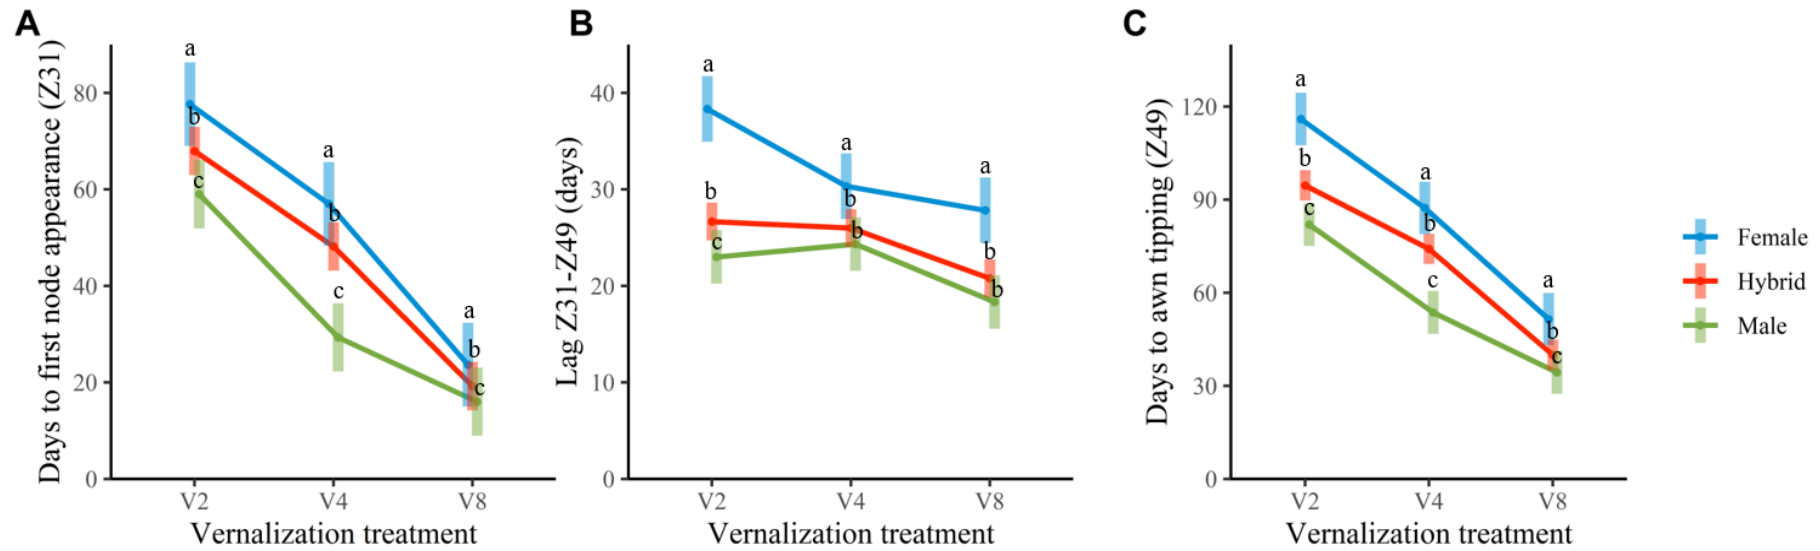 A
Days to first node appearance (Z31)
80
60
40
20
0
a
b
c
a
b
c
a
b
c
V2
V4
V8
Vernalization treatment
B
Lag Z31-Z49 (days)
40
30
20
10
0
a
b
c
a
b
b
a
b
b
V2
V4
V8
Vernalization treatment
C
Days to awn tipping (Z49)
120
90
60
30
0
a
b
c
a
b
c
a
b
c
V2
V4
V8
Vernalization treatment
Female
Hybrid
Male